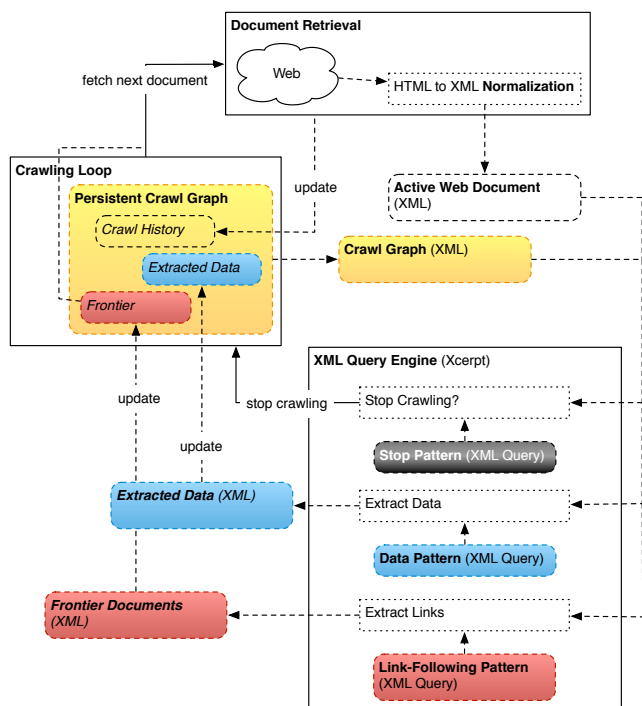 Document Retrieval
Web
HTML to XML Normalization
fetch next document
update
Crawling Loop
Persistent Crawl Graph
Crawl History
Extracted Data
Frontier
Active Web Document
(XML)
Crawl Graph (XML)
XML Query Engine (Xcerpt)
stop crawling
Stop Crawling?
Stop Pattern (XML Query)
update
update
Extracted Data (XML)
Extract Data
Data Pattern (XML Query)
Frontier Documents
(XML)
Extract Links
Link-Following Pattern
(XML Query)